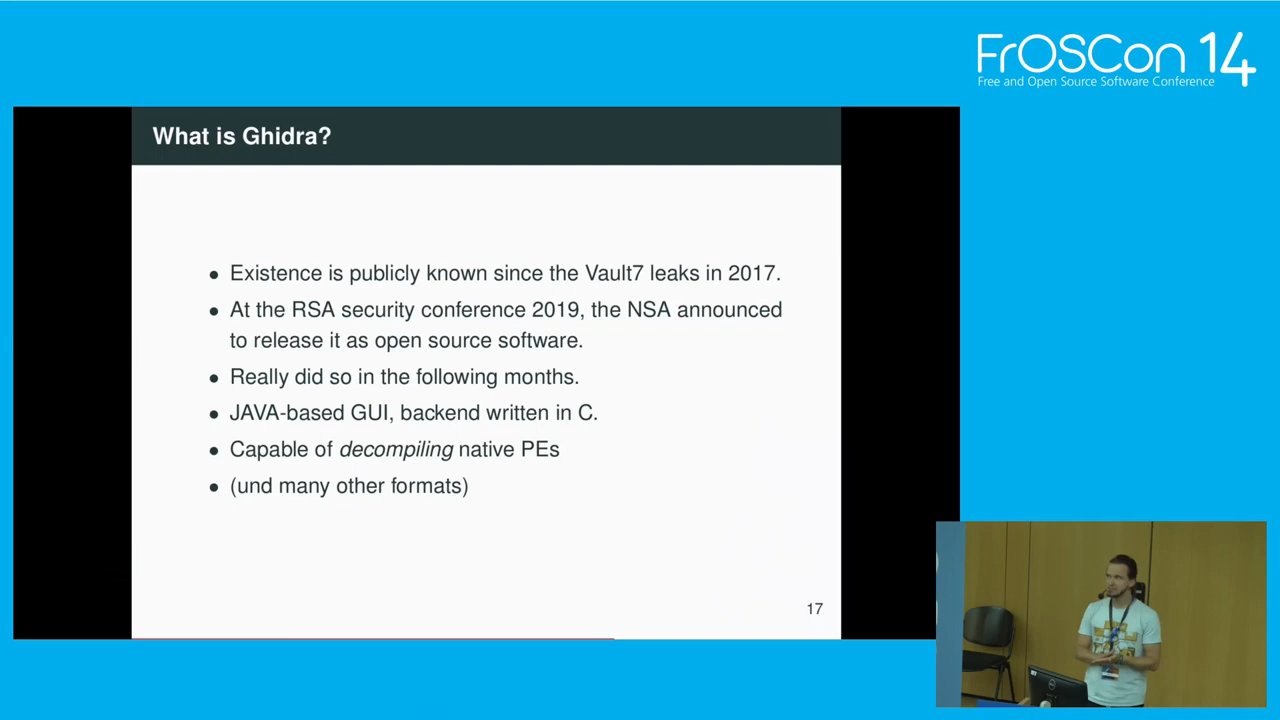 FrOSCon 14
Free and Open Source Software Conference
What is Ghidra?
• Existence is publicly known since the Vault7 leaks in 2017.
• At the RSA security conference 2019, the NSA announced
to release it as open source software.
• Really did so in the following months.
• JAVA-based GUI, backend written in C.
• Capable of decompiling native PEs
• (und many other formats)
17